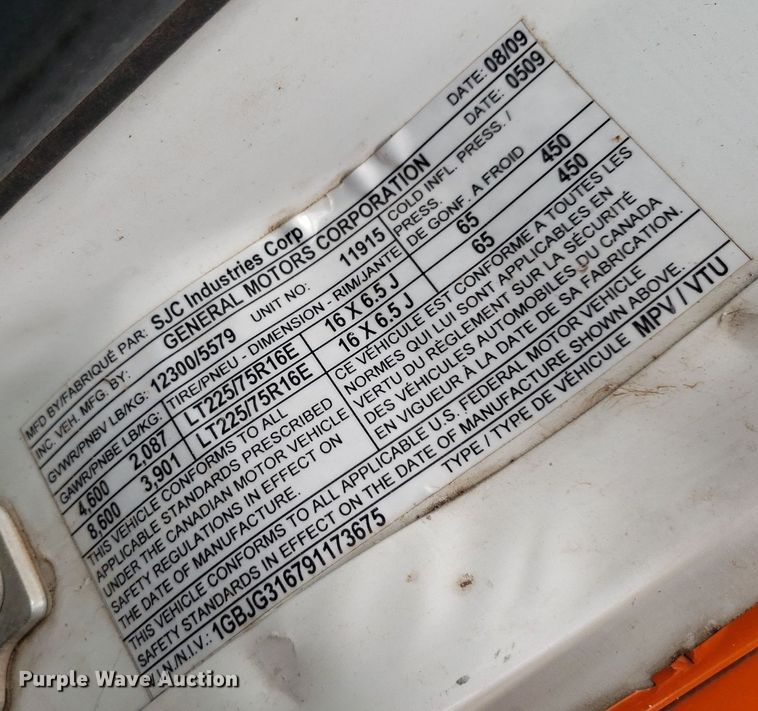 MFD BY/FABRIQUÉ PAR: SJC Industries Corp DATE: 08/09
INC. VEH. MFG. BY: GENERAL MOTORS CORPORATION DATE: 0509
GVWR/PNBV LB/KG: 12300/5579 UNIT NO: 11915
GAWR/PNBE LB/KG: TIRE/PNEU - DIMENSION - RIM/JANTE COLD INFL. PRESS. /
PRESS.
DE GONF. A FROID
4,600 2,087 LT225/75R16E 16 X 6.5 J 65 450
8,600 3,901 LT225/75R16E 16 X 6.5 J 65 450
THIS VEHICLE CONFORMS TO ALL
APPLICABLE STANDARDS PRESCRIBED
UNDER THE CANADIAN MOTOR VEHICLE
SAFETY REGULATIONS IN EFFECT ON
THE DATE OF MANUFACTURE.
CE VÉHICULE EST CONFORME A TOUTES LES
NORMES QUI LUI SONT APPLICABLES EN
VERTU DU RÈGLEMENT SUR LA SÉCURITÉ
DES VÉHICULES AUTOMOBILES DU CANADA
EN VIGUEUR À LA DATE DE SA FABRICATION.
THIS VEHICLE CONFORMS TO ALL APPLICABLE U.S. FEDERAL MOTOR VEHICLE
SAFETY STANDARDS IN EFFECT ON THE DATE OF MANUFACTURE SHOWN ABOVE.
I.N./N.I.V.: 1GBJG316791173675 TYPE / TYPE DE VÉHICULE MPV / VTU
Purple Wave Auction